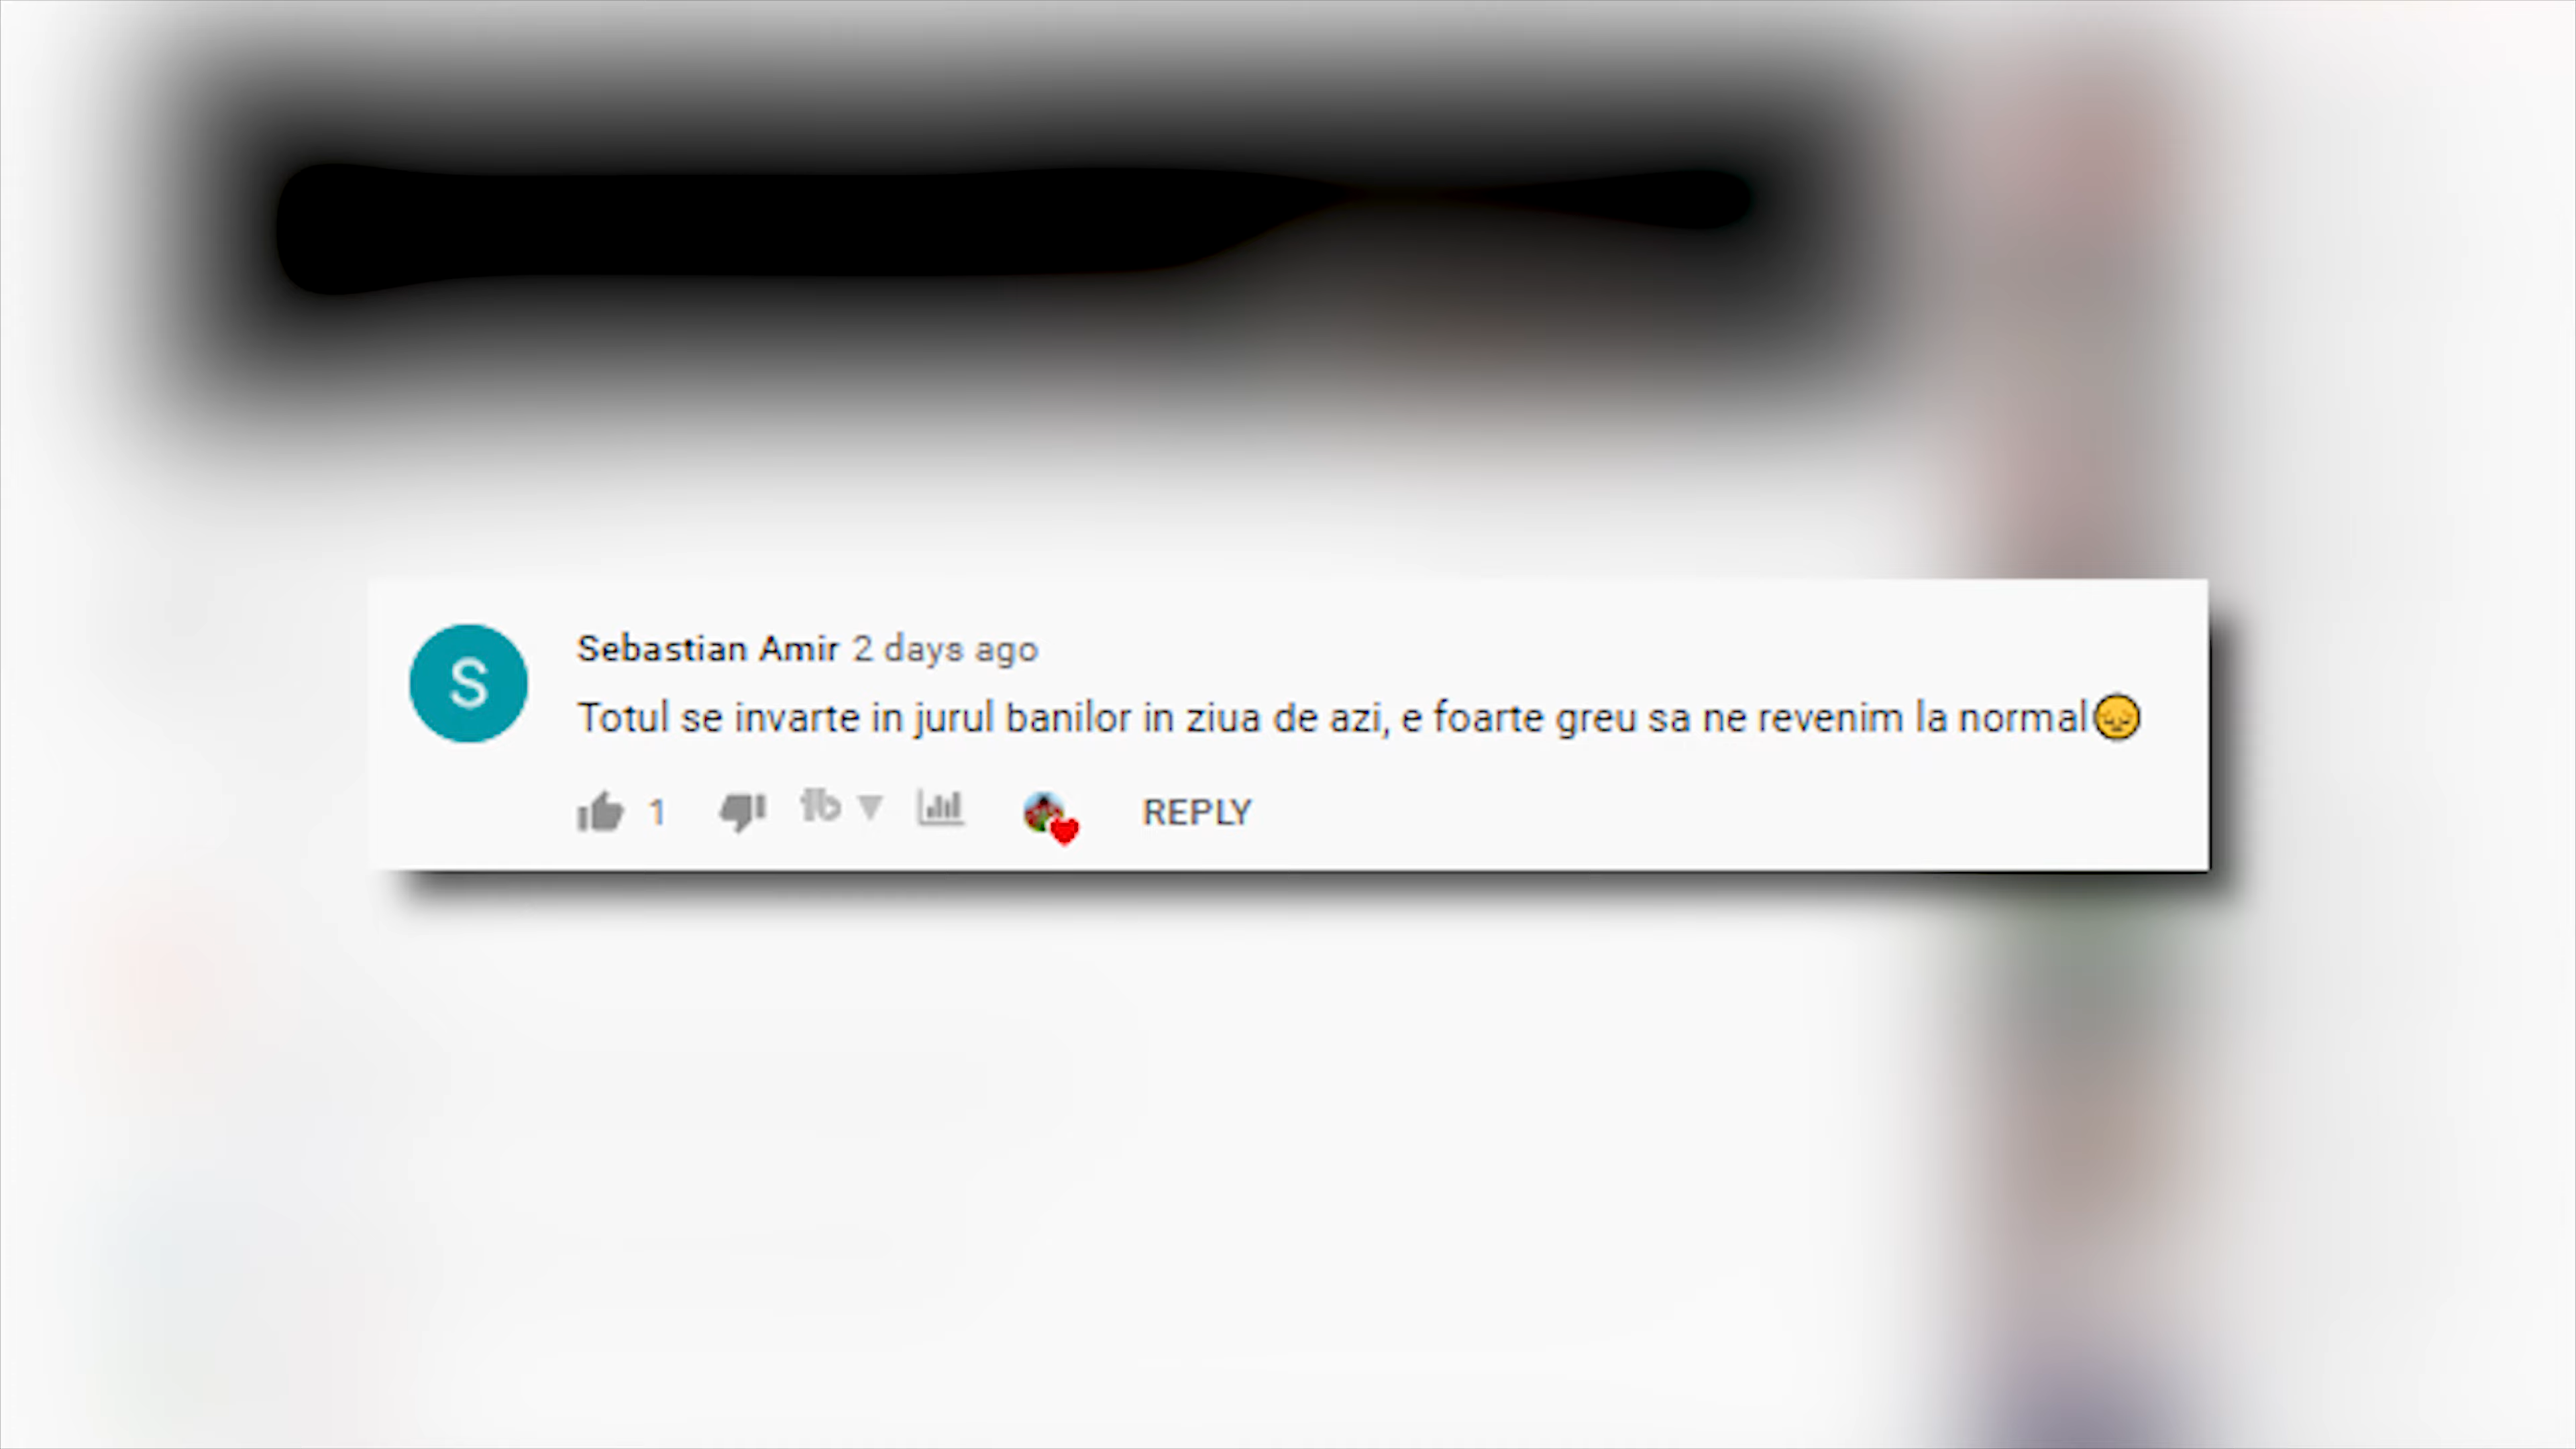 S
Sebastian Amir 2 days ago
Totul se invarte in jurul banilor in ziua de azi, e foarte greu sa ne revenim la normal😞
1 REPLY